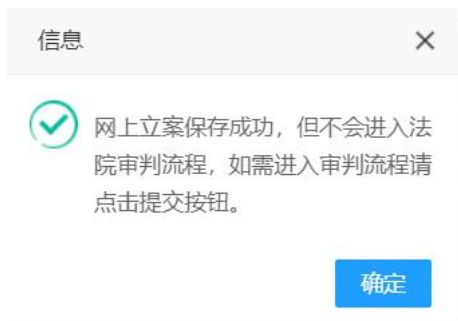 信息
网上立案保存成功，但不会进入法
院审判流程，如需进入审判流程请
点击提交按钮。
确定